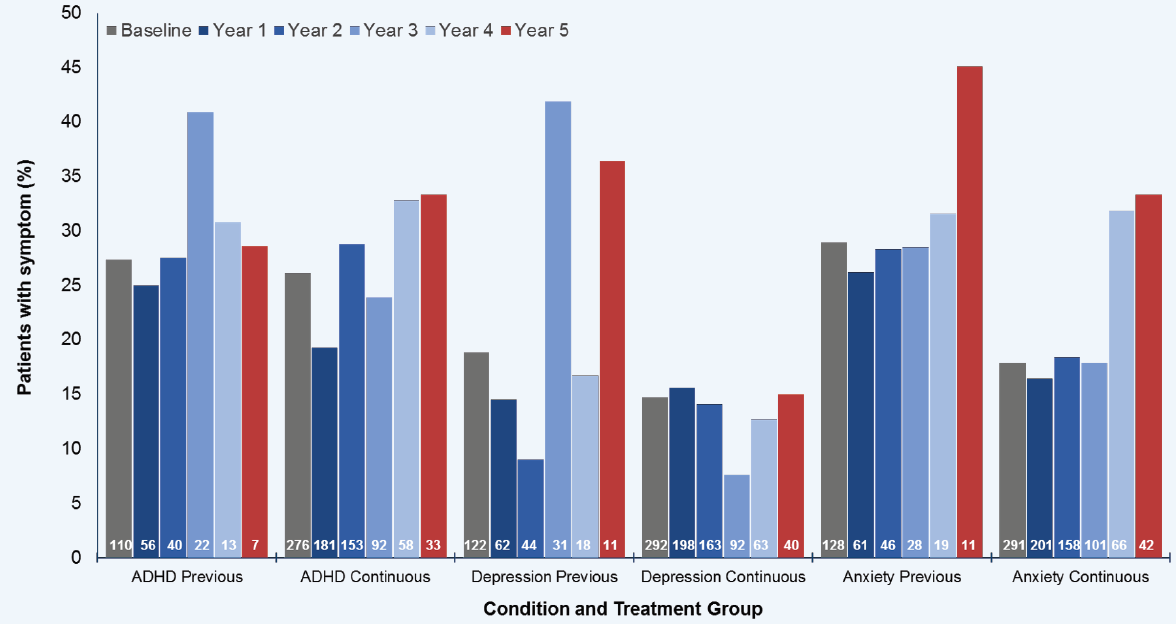 50
Baseline Year 1 Year 2 Year 3 Year 4 Year 5
45
40
35
30
25
20
15
10
5
0
Patients with symptom (%)
110 56 40 22 13 7 276 181 153 92 58 33 122 62 44 31 18 11 292 198 163 92 63 40 128 61 46 28 19 11 291 201 158 101 66 42
ADHD Previous ADHD Continuous Depression Previous Depression Continuous Anxiety Previous Anxiety Continuous
Condition and Treatment Group